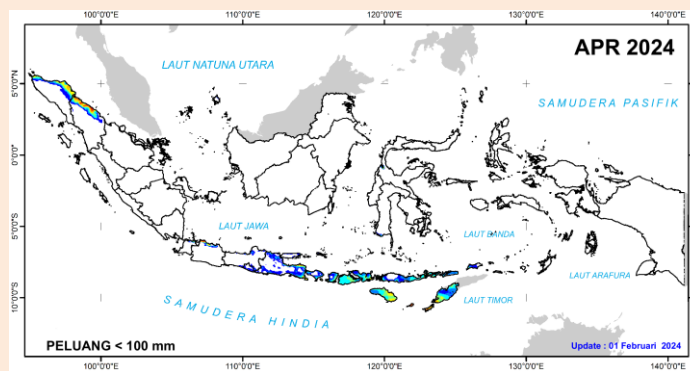 100°0'0"E 110°0'0"E 120°0'0"E 130°0'0"E 140°0'0"E
APR 2024
LAUT NATUNA UTARA
5°0'0"N
SAMUDERA PASIFIK
0°0'0"
LAUT JAWA
LAUT BANDA
5°0'0"S
LAUT ARAFURA
10°0'0"S
LAUT TIMOR
SAMUDERA HINDIA
PELUANG < 100 mm
Update : 01 Februari 2024
100°0'0"E 110°0'0"E 120°0'0"E 130°0'0"E 140°0'0"E